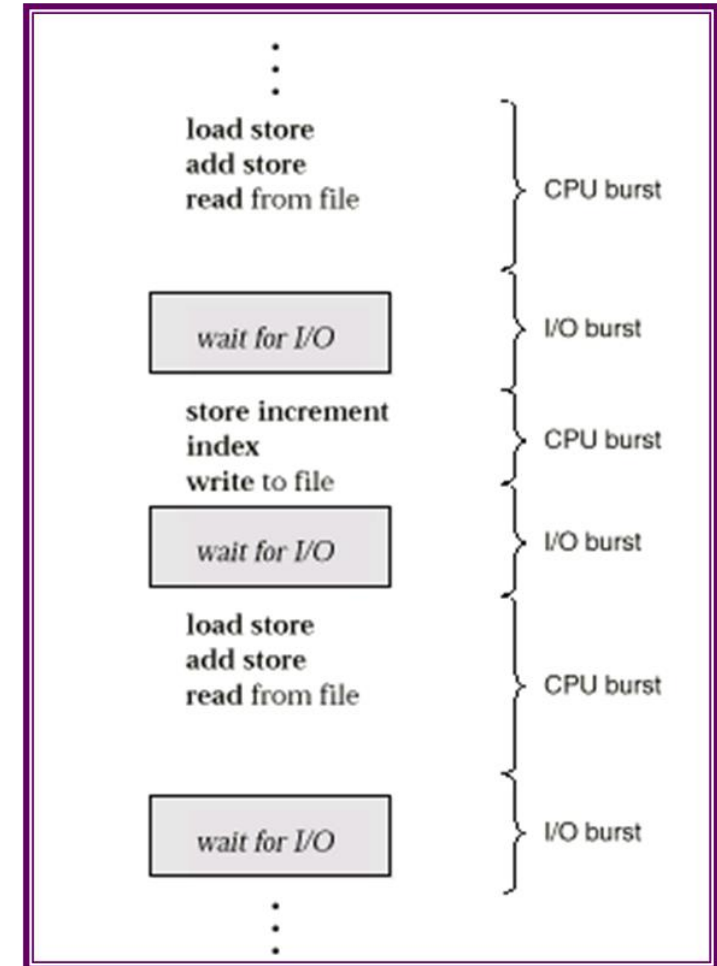 load store
add store
read from file
CPU burst
wait for I/O
I/O burst
store increment
index
write to file
CPU burst
wait for I/O
I/O burst
load store
add store
read from file
CPU burst
wait for I/O
I/O burst